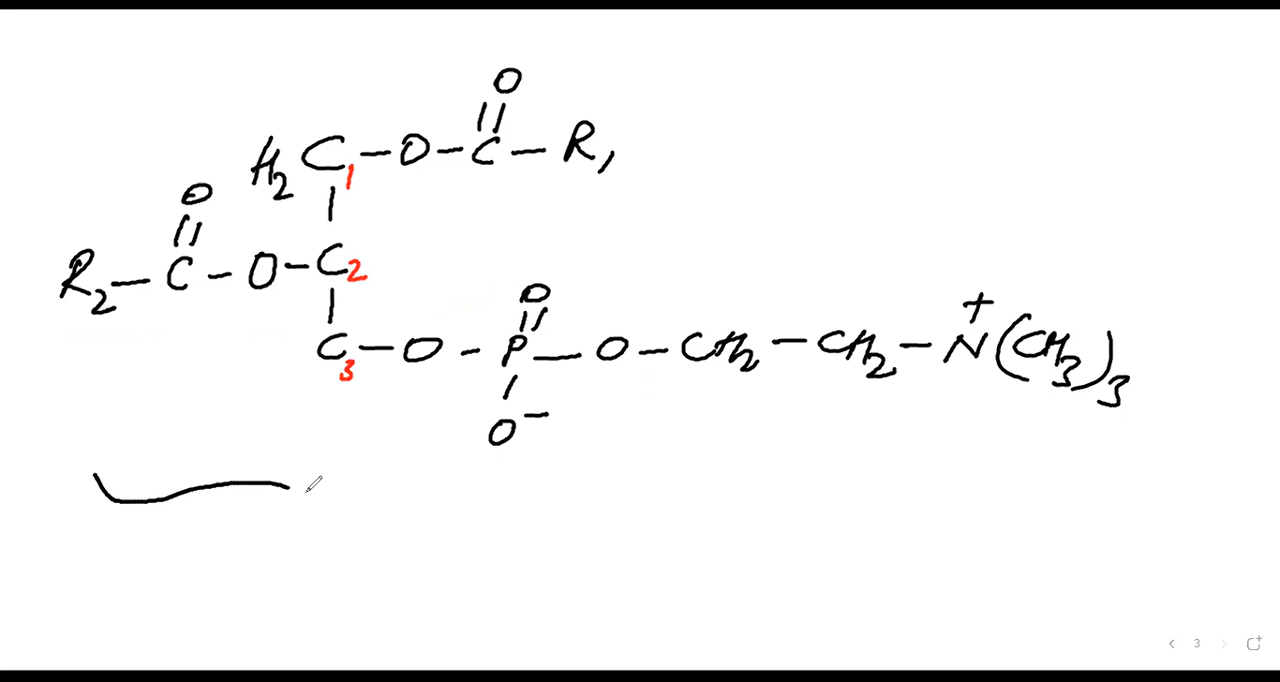 O
H2C1-O-C-R1
O
R2-C-O-C2
O
C3-O-P-O-CH2-CH2-N+(CH3)3
O-
3